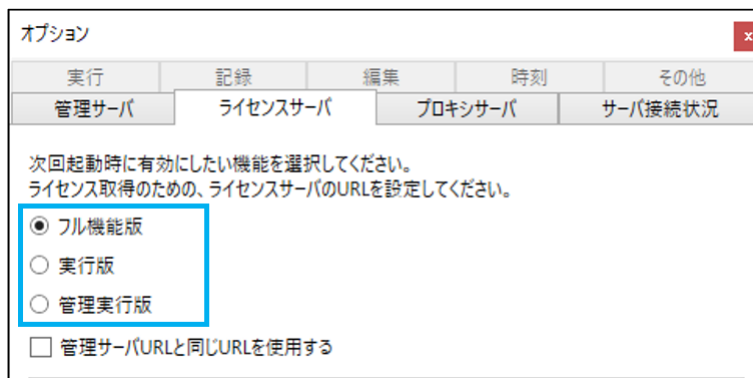 オプション
x
実行 記録 編集 時刻 その他
管理サーバ ライセンスサーバ プロキシサーバ サーバ接続状況
次回起動時に有効にしたい機能を選択してください。
ライセンス取得のための、ライセンスサーバのURLを設定してください。
フル機能版
実行版
管理実行版
管理サーバURLと同じURLを使用する